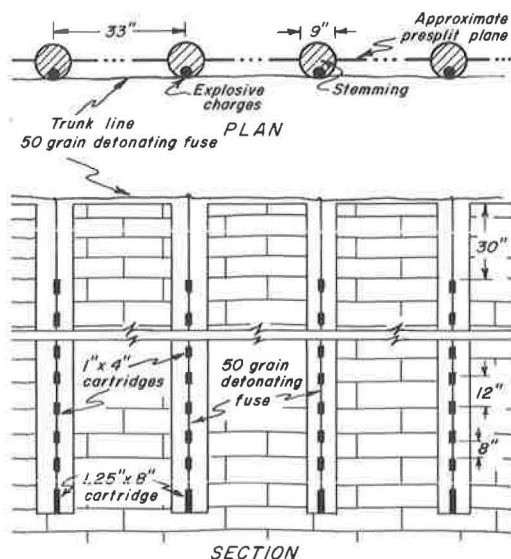 33"
9"
Approximate
presplit plane
Explosive
charges
Stemming
Trunk line
50 grain detonating fuse
PLAN
30"
1"x 4"
cartridges
50 grain
detonating
fuse
12"
8"
1.25"x 8"
cartridge
SECTION